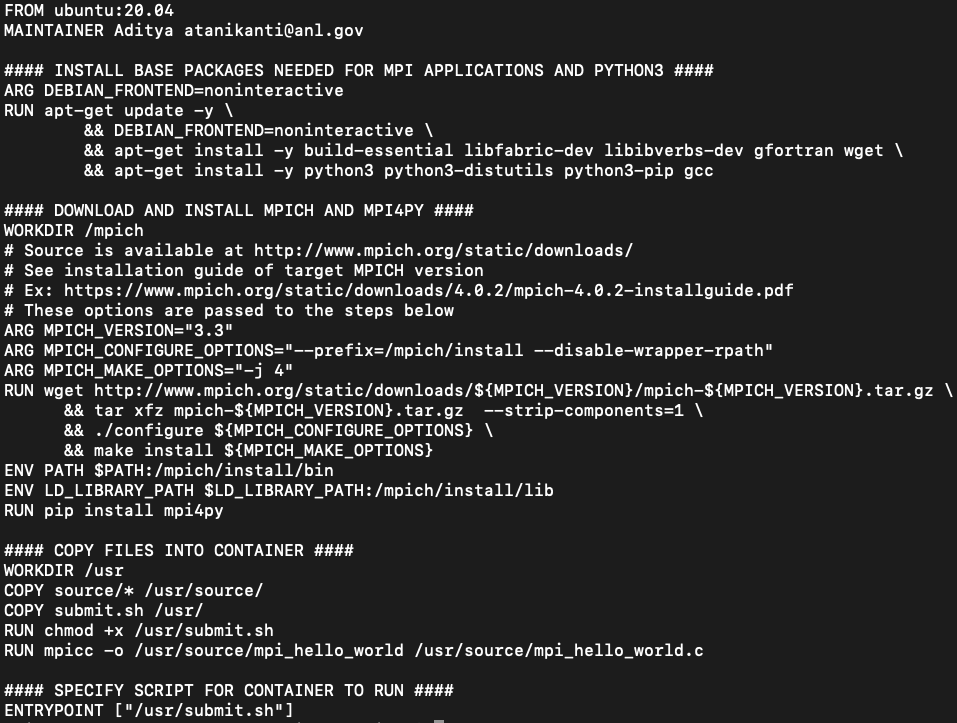 FROM ubuntu:20.04
MAINTAINER Aditya atanikanti@anl.gov

#### INSTALL BASE PACKAGES NEEDED FOR MPI APPLICATIONS AND PYTHON3 ####
ARG DEBIAN_FRONTEND=noninteractive
RUN apt-get update -y \
        && DEBIAN_FRONTEND=noninteractive \
        && apt-get install -y build-essential libfabric-dev libibverbs-dev gfortran wget \
        && apt-get install -y python3 python3-distutils python3-pip gcc

#### DOWNLOAD AND INSTALL MPICH AND MPI4PY ####
WORKDIR /mpich
# Source is available at http://www.mpich.org/static/downloads/
# See installation guide of target MPICH version
# Ex: https://www.mpich.org/static/downloads/4.0.2/mpich-4.0.2-installguide.pdf
# These options are passed to the steps below
ARG MPICH_VERSION="3.3"
ARG MPICH_CONFIGURE_OPTIONS="--prefix=/mpich/install --disable-wrapper-rpath"
ARG MPICH_MAKE_OPTIONS="-j 4"
RUN wget http://www.mpich.org/static/downloads/${MPICH_VERSION}/mpich-${MPICH_VERSION}.tar.gz \
      && tar xfz mpich-${MPICH_VERSION}.tar.gz  --strip-components=1 \
      && ./configure ${MPICH_CONFIGURE_OPTIONS} \
      && make install ${MPICH_MAKE_OPTIONS}
ENV PATH $PATH:/mpich/install/bin
ENV LD_LIBRARY_PATH $LD_LIBRARY_PATH:/mpich/install/lib
RUN pip install mpi4py

#### COPY FILES INTO CONTAINER ####
WORKDIR /usr
COPY source/* /usr/source/
COPY submit.sh /usr/
RUN chmod +x /usr/submit.sh
RUN mpicc -o /usr/source/mpi_hello_world /usr/source/mpi_hello_world.c

#### SPECIFY SCRIPT FOR CONTAINER TO RUN ####
ENTRYPOINT ["/usr/submit.sh"]